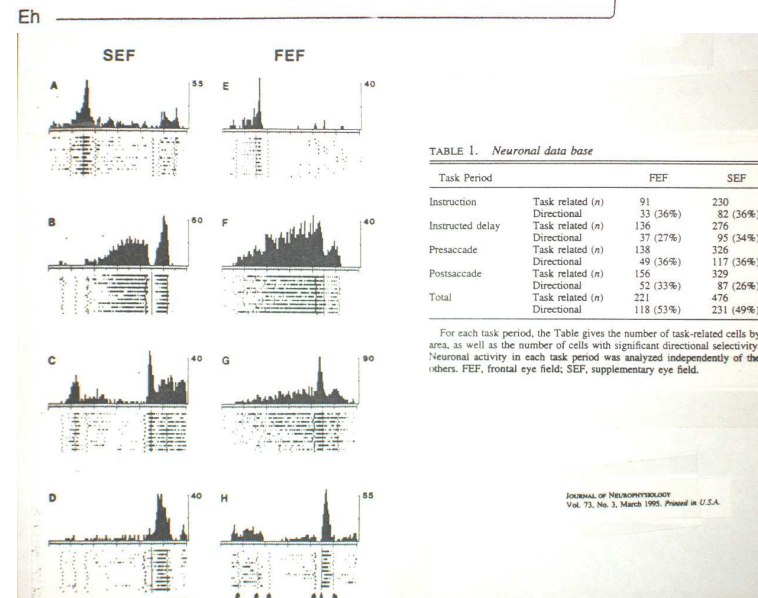 Eh
SEF
FEF
A
55
E
40
B
60
F
40
C
40
G
90
D
40
H
55
TABLE 1. Neuronal data base
Task Period FEF SEF
Instruction Task related (n) 91 230
Directional 33 (36%) 82 (36%)
Instructed delay Task related (n) 136 276
Directional 37 (27%) 95 (34%)
Presaccade Task related (n) 138 326
Directional 49 (36%) 117 (36%)
Postsaccade Task related (n) 156 329
Directional 52 (33%) 87 (26%)
Total Task related (n) 221 476
Directional 118 (53%) 231 (49%)
For each task period, the Table gives the number of task-related cells by
area, as well as the number of cells with significant directional selectivity
Neuronal activity in each task period was analyzed independently of the
others. FEF, frontal eye field; SEF, supplementary eye field.
JOURNAL OF NEUROPHYSIOLOGY
Vol. 73, No. 3, March 1995. Printed in U.S.A.